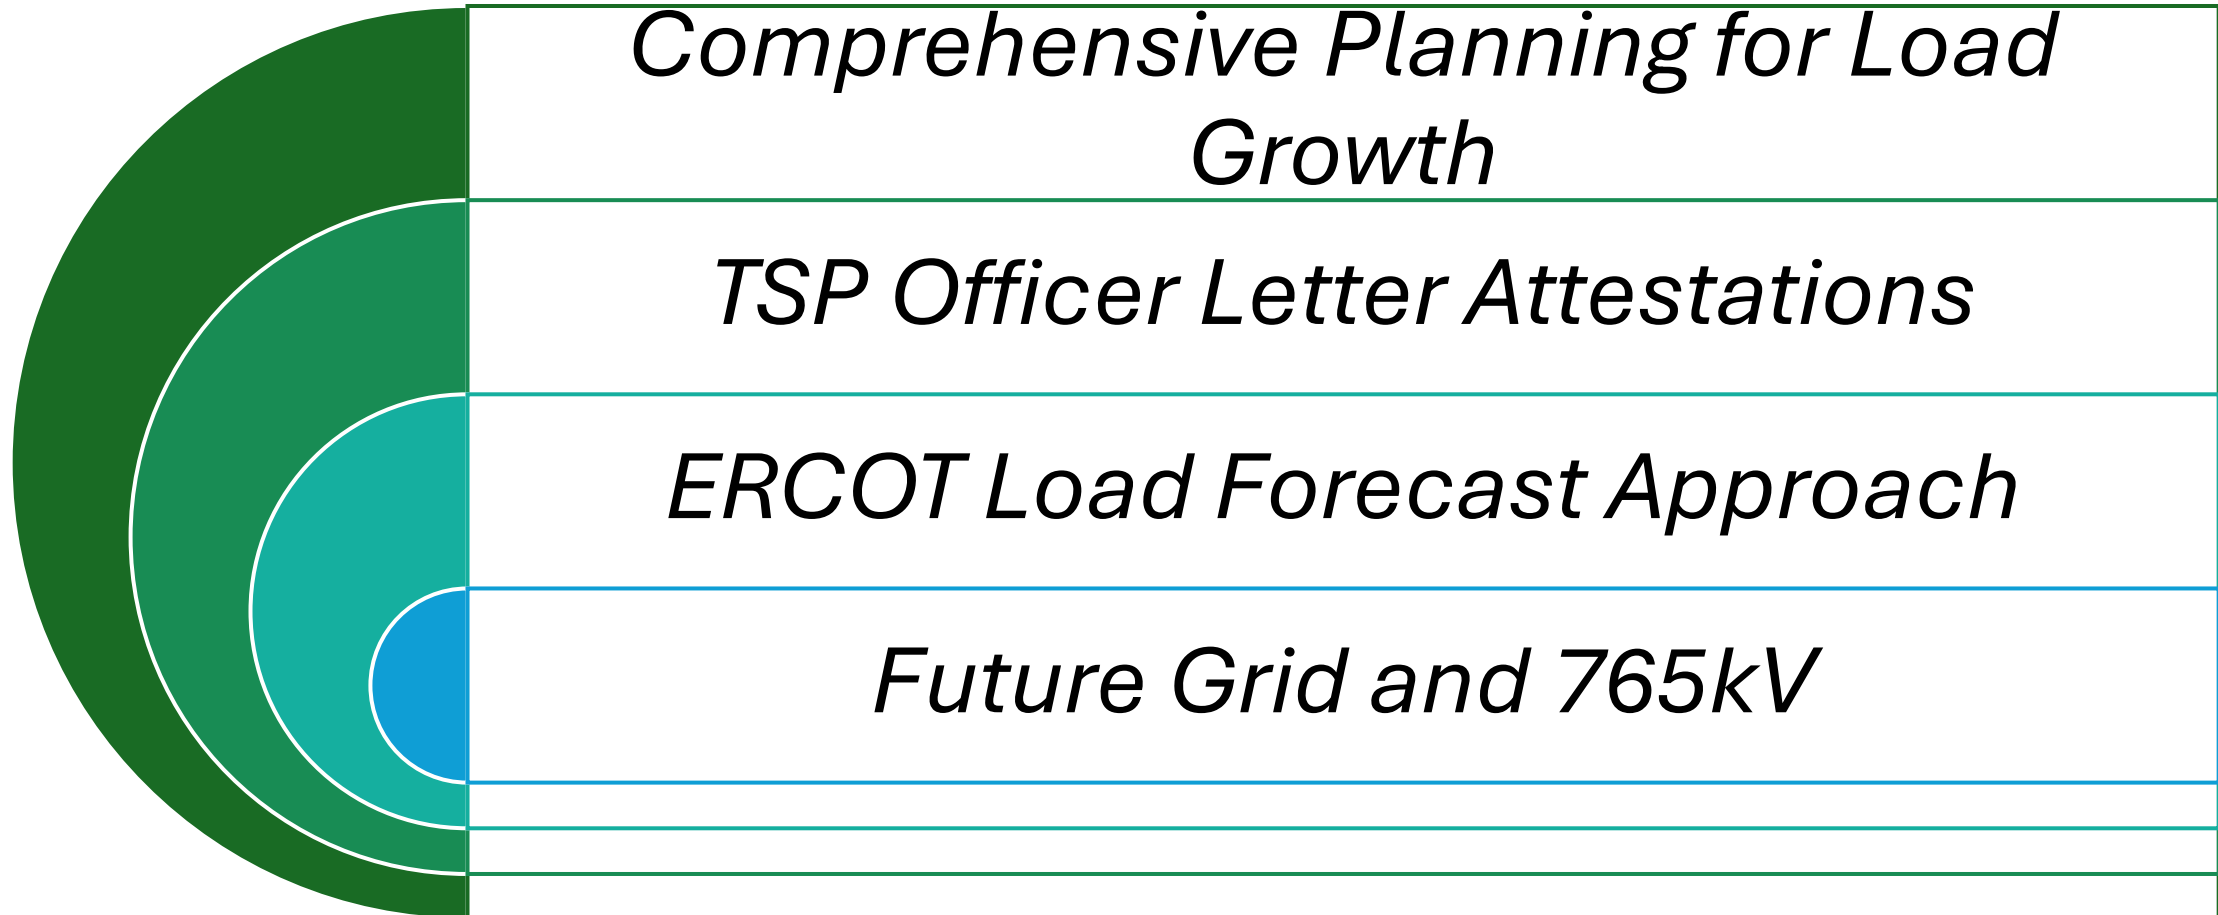 Comprehensive Planning for Load
Growth
TSP Officer Letter Attestations
ERCOT Load Forecast Approach
Future Grid and 765kV